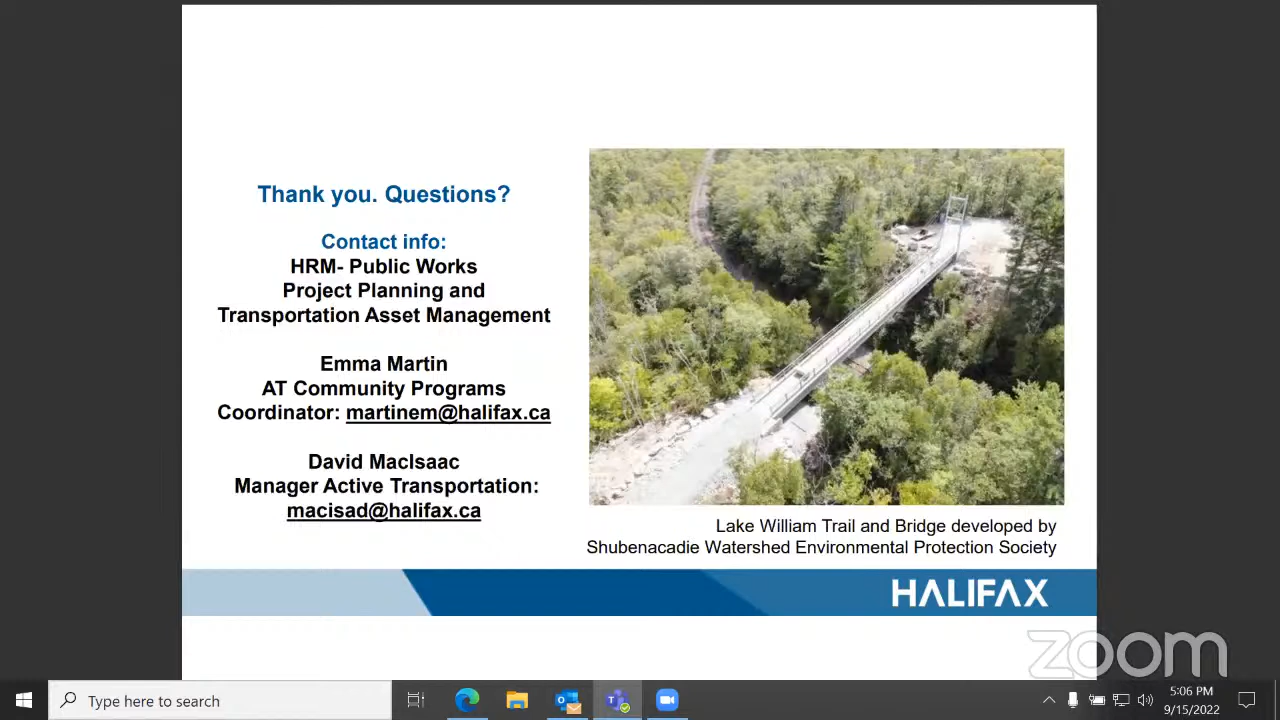 Thank you. Questions?
Contact info:
HRM- Public Works
Project Planning and
Transportation Asset Management
Emma Martin
AT Community Programs
Coordinator: martinem@halifax.ca
David MacIsaac
Manager Active Transportation:
macisad@halifax.ca
Lake William Trail and Bridge developed by
Shubenacadie Watershed Environmental Protection Society
HALIFAX
zoom
Type here to search
5:06 PM
9/15/2022